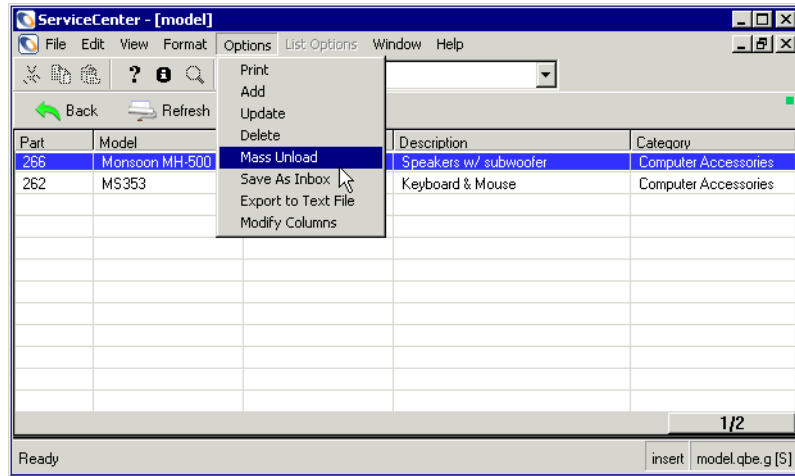 ServiceCenter - [model]
File Edit View Format Options List Options Window Help
Print
Add
Back Refresh Update
Delete
Part Model Description Category
266 Monsoon MH-500 Mass Unload Speakers w/ subwoofer Computer Accessories
262 MS353 Save As Inbox Keyboard & Mouse Computer Accessories
Export to Text File
Modify Columns
1/2
Ready insert model.qbe.g [S]